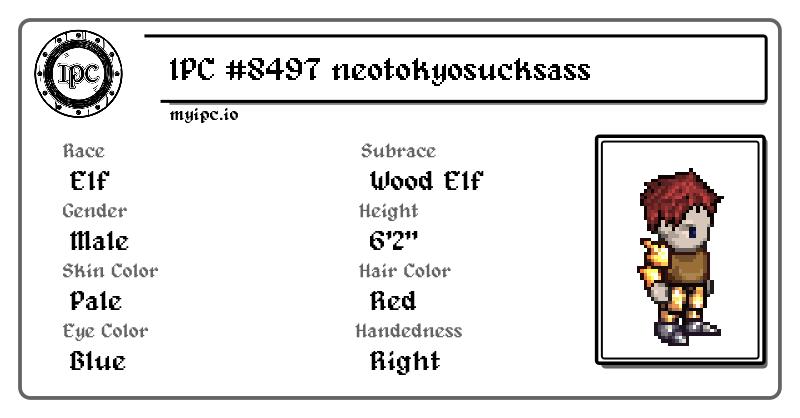 IPC
IPC #8497 neotokyosucksass
myipc.io
Race
Elf
Subrace
Wood Elf
Gender
Male
Height
6'2"
Skin Color
Pale
Hair Color
Red
Eye Color
Blue
Handedness
Right